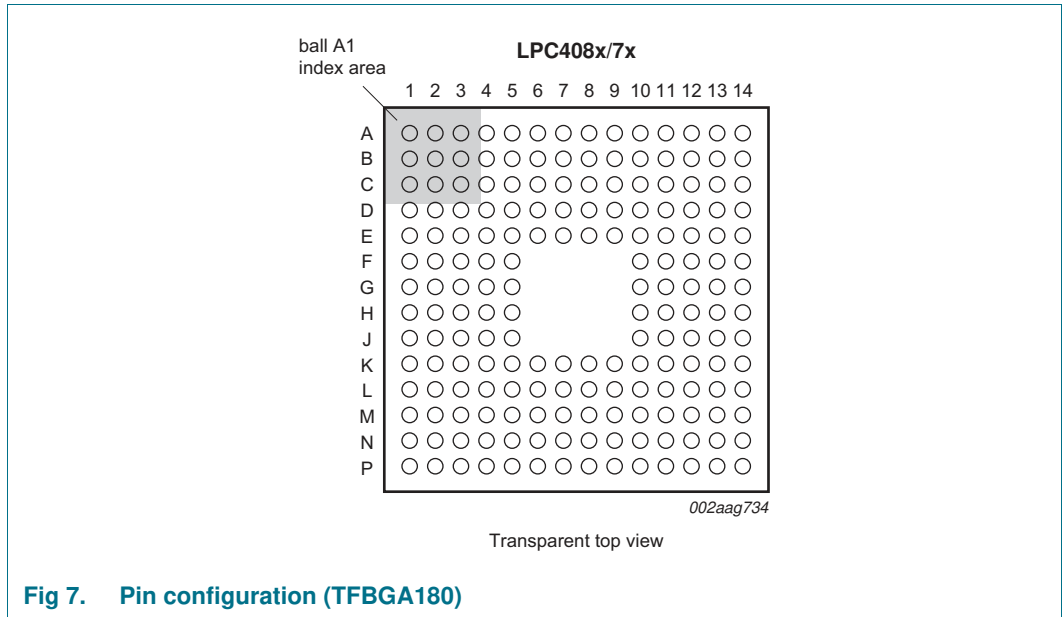 ball A1
index area
LPC408x/7x
1 2 3 4 5 6 7 8 9 10 11 12 13 14
A
B
C
D
E
F
G
H
J
K
L
M
N
P
002aag734
Transparent top view
Fig 7. Pin configuration (TFBGA180)